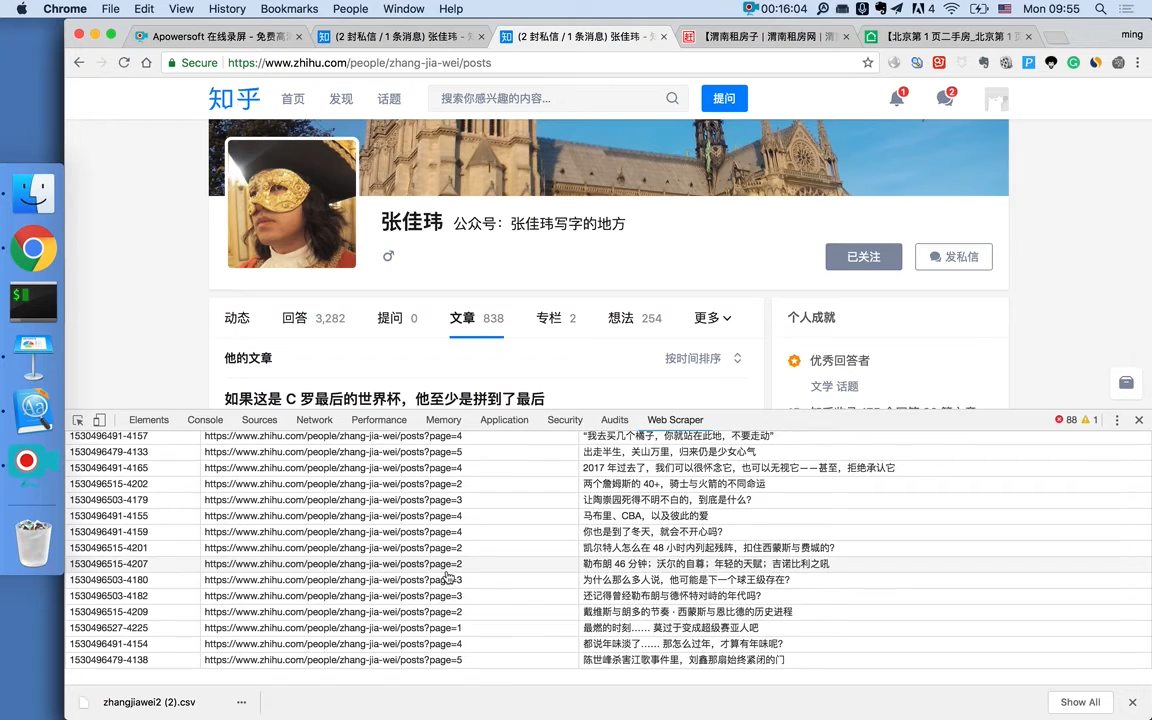 Chrome File Edit View History Bookmarks People Window Help 00:16:04 4 Mon 09:55
Apowersoft 在线录屏 - 免费高 (2 封私信 / 1 条消息) 张佳玮 - 知 (2 封私信 / 1 条消息) 张佳玮 - 知 【渭南租房子｜渭南租房网｜渭南 【北京第 1 页二手房_北京第 1 页 ming
Secure https://www.zhihu.com/people/zhang-jia-wei/posts
知乎 首页 发现 话题 搜索你感兴趣的内容... 提问 1 2
张佳玮 公众号：张佳玮写字的地方
已关注 发私信
动态 回答 3,282 提问 0 文章 838 专栏 2 想法 254 更多
个人成就
他的文章 按时间排序
优秀回答者
文学 话题
如果这是 C 罗最后的世界杯，他至少是拼到了最后
Elements Console Sources Network Performance Memory Application Security Audits Web Scraper 88 1
1530496491-4157 https://www.zhihu.com/people/zhang-jia-wei/posts?page=4 “我去买几个橘子，你就站在此地，不要走动”
1530496479-4133 https://www.zhihu.com/people/zhang-jia-wei/posts?page=5 出走半生，关山万里，归来仍是少女心气
1530496491-4165 https://www.zhihu.com/people/zhang-jia-wei/posts?page=4 2017 年过去了，我们可以很怀念它，也可以无视它——甚至，拒绝承认它
1530496515-4202 https://www.zhihu.com/people/zhang-jia-wei/posts?page=2 两个詹姆斯的 40+，骑士与火箭的不同命运
1530496503-4179 https://www.zhihu.com/people/zhang-jia-wei/posts?page=3 让陶崇园死得不明不白的，到底是什么?
1530496491-4155 https://www.zhihu.com/people/zhang-jia-wei/posts?page=4 马布里、CBA，以及彼此的爱
1530496491-4159 https://www.zhihu.com/people/zhang-jia-wei/posts?page=4 你也是到了冬天，就会不开心吗?
1530496515-4201 https://www.zhihu.com/people/zhang-jia-wei/posts?page=2 凯尔特人怎么在 48 小时内列起残阵，扣住西蒙斯与费城的?
1530496515-4207 https://www.zhihu.com/people/zhang-jia-wei/posts?page=2 勒布朗 46 分钟；沃尔的自尊；年轻的天赋；吉诺比利之吼
1530496503-4180 https://www.zhihu.com/people/zhang-jia-wei/posts?page=3 为什么那么多人说，他可能是下一个球王级存在?
1530496503-4182 https://www.zhihu.com/people/zhang-jia-wei/posts?page=3 还记得曾经勒布朗与德怀特对峙的年代吗?
1530496515-4209 https://www.zhihu.com/people/zhang-jia-wei/posts?page=2 戴维斯与朗多的节奏 · 西蒙斯与恩比德的历史进程
1530496527-4225 https://www.zhihu.com/people/zhang-jia-wei/posts?page=1 最燃的时刻…… 莫过于变成超级赛亚人吧
1530496491-4154 https://www.zhihu.com/people/zhang-jia-wei/posts?page=4 都说年味淡了…… 那怎么过年，才算有年味呢?
1530496479-4138 https://www.zhihu.com/people/zhang-jia-wei/posts?page=5 陈世峰杀害江歌事件里，刘鑫那扇始终紧闭的门
zhangjiawei2 (2).csv Show All